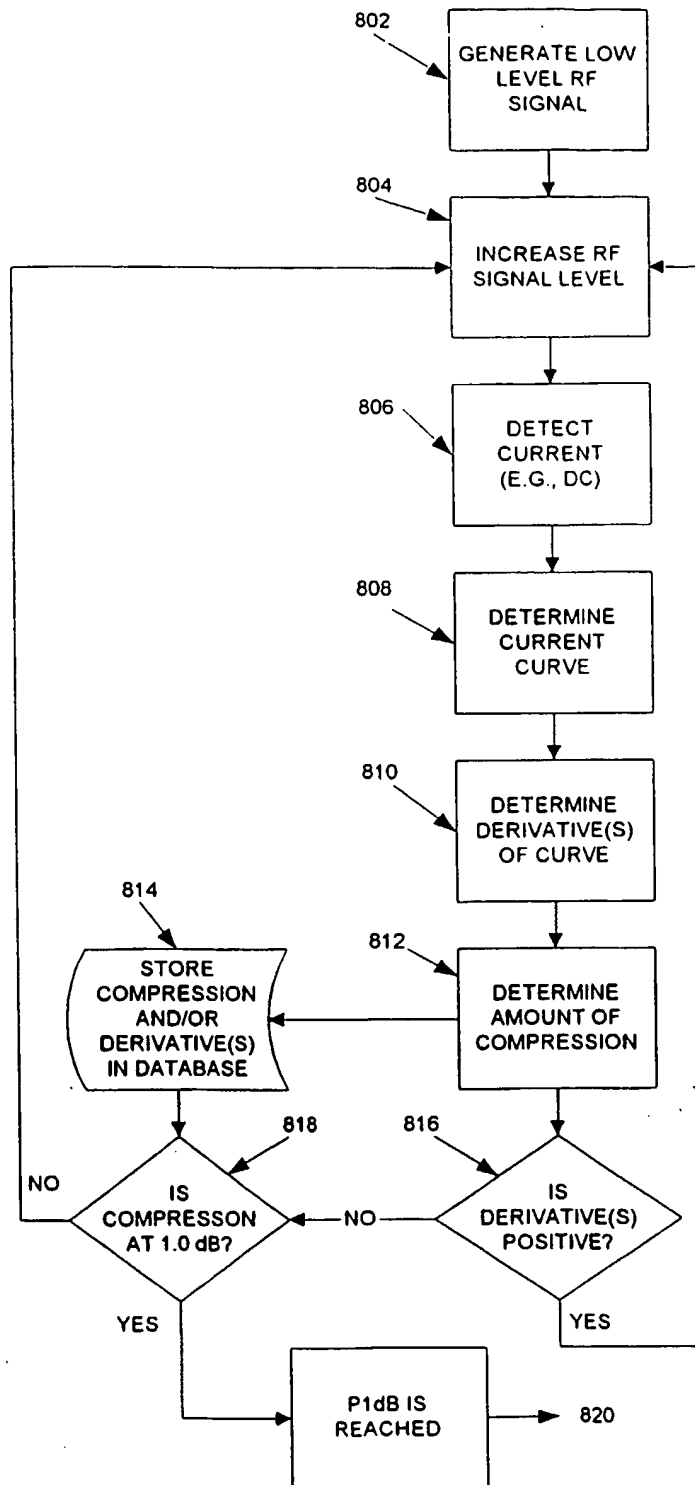 802
GENERATE LOW
LEVEL RF
SIGNAL
804
INCREASE RF
SIGNAL LEVEL
806
DETECT
CURRENT
(E.G., DC)
808
DETERMINE
CURRENT
CURVE
810
DETERMINE
DERIVATIVE(S)
OF CURVE
812
DETERMINE
AMOUNT OF
COMPRESSION
814
STORE
COMPRESSION
AND/OR
DERIVATIVE(S)
IN DATABASE
816
IS
DERIVATIVE(S)
POSITIVE?
NO
YES
818
IS
COMPRESSON
AT 1.0 dB?
NO
YES
P1dB IS
REACHED
820